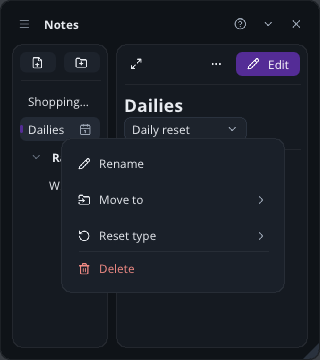 Notes
Edit
Shopping...
Dailies
Dailies
Daily reset
Rename
Move to
Reset type
Delete